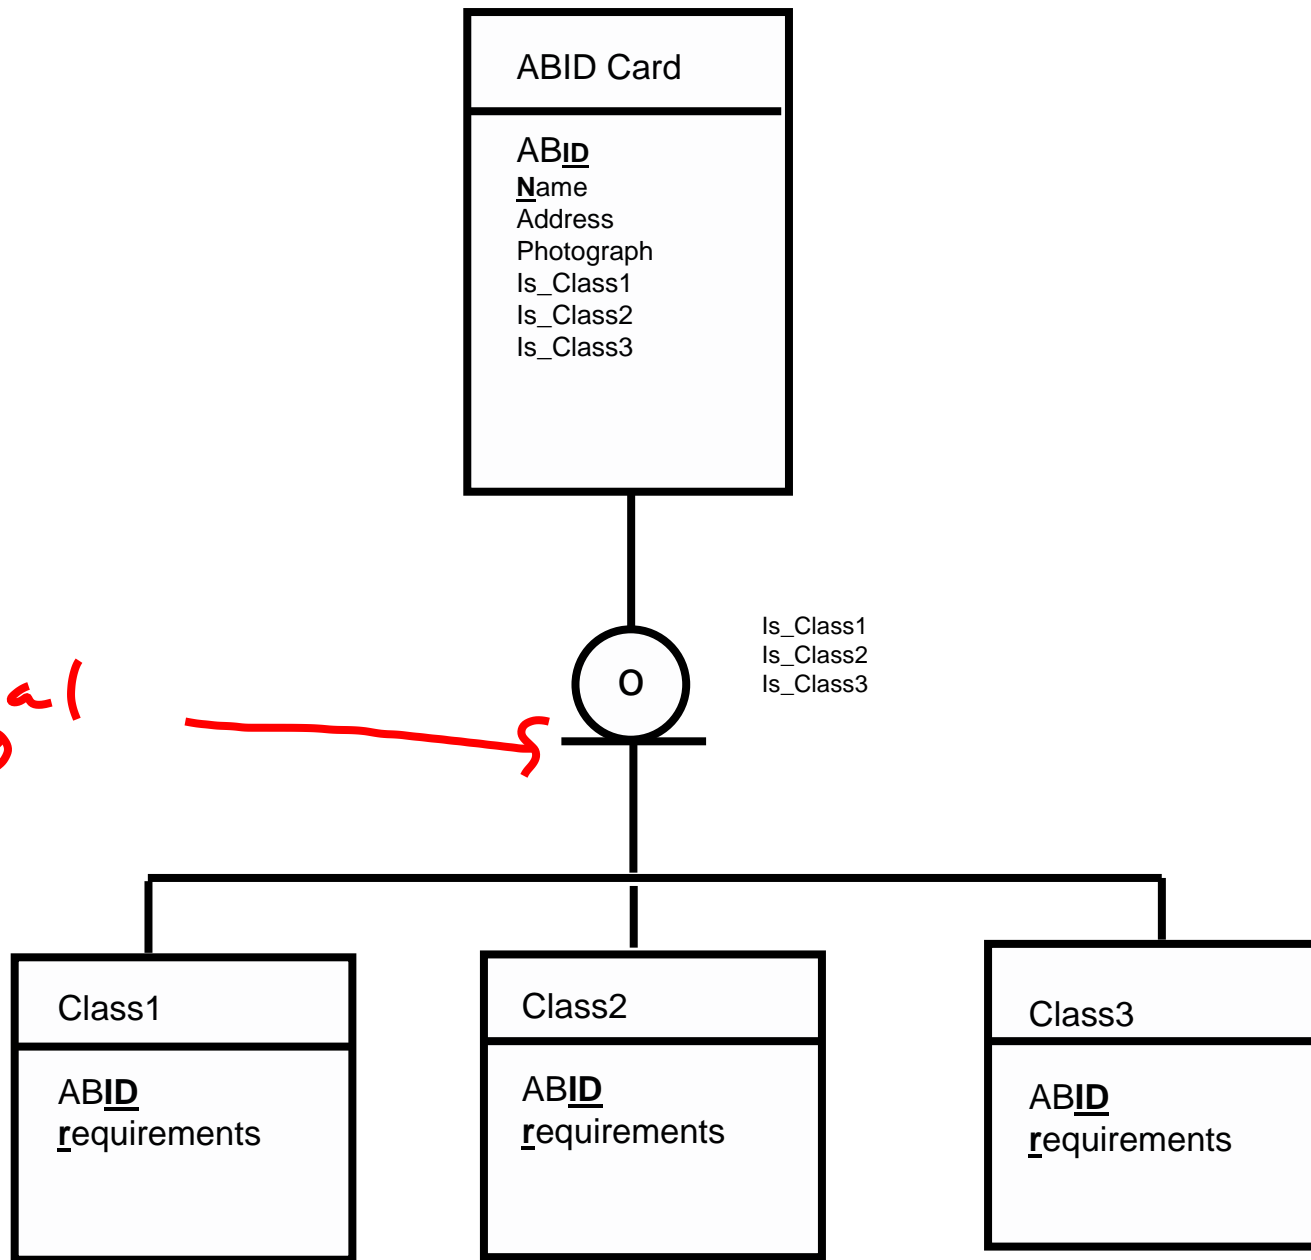 ABID Card
ABID
Name
Address
Photograph
Is_Class1
Is_Class2
Is_Class3
Is_Class1
Is_Class2
Is_Class3
o
Class1
ABID
requirements
Class2
ABID
requirements
Class3
ABID
requirements